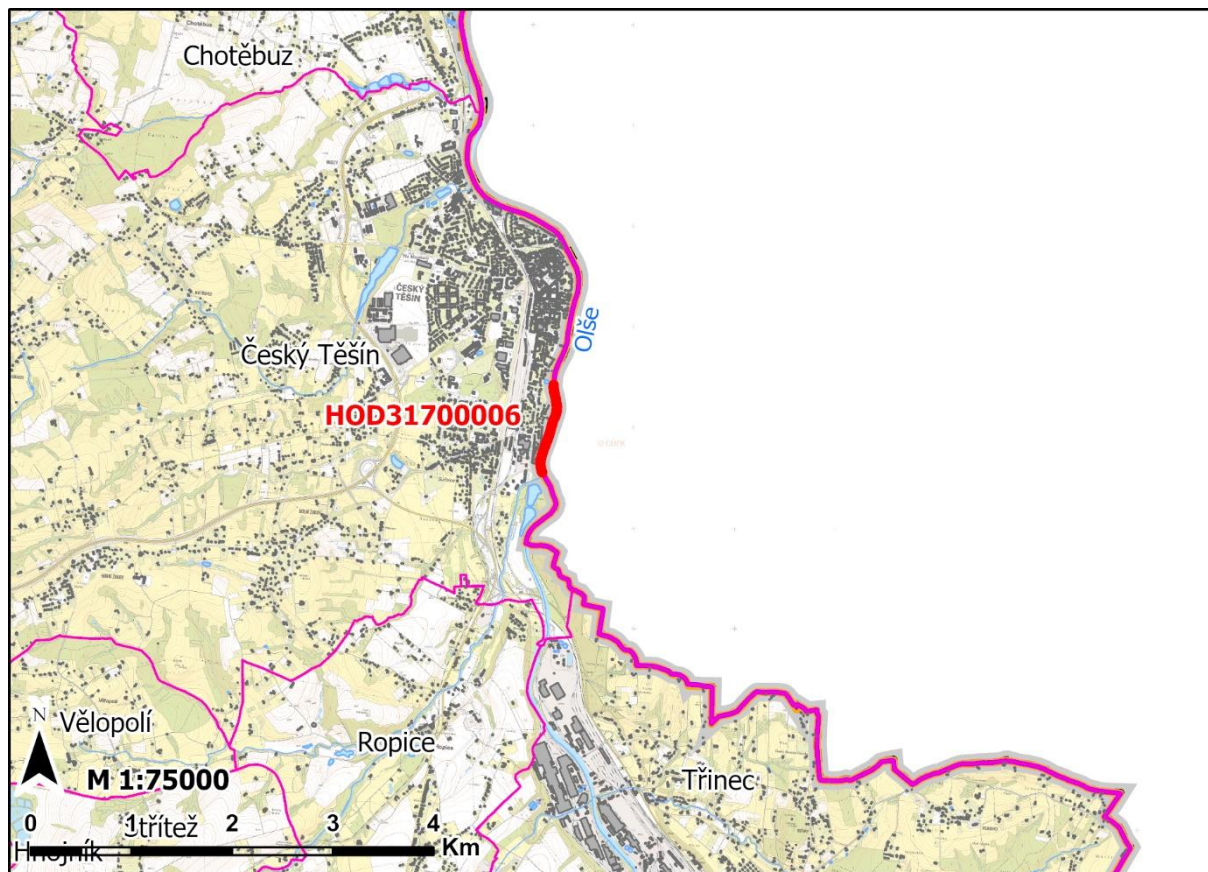 Chotěbuz
ČESKÝ
TĚŠÍN
Olše
Český Těšín
HOD31700006
N
Vělopolí
Ropice
M 1:75000
Třinec
0 1 2 3 4
Střítež
Km
Hnojník